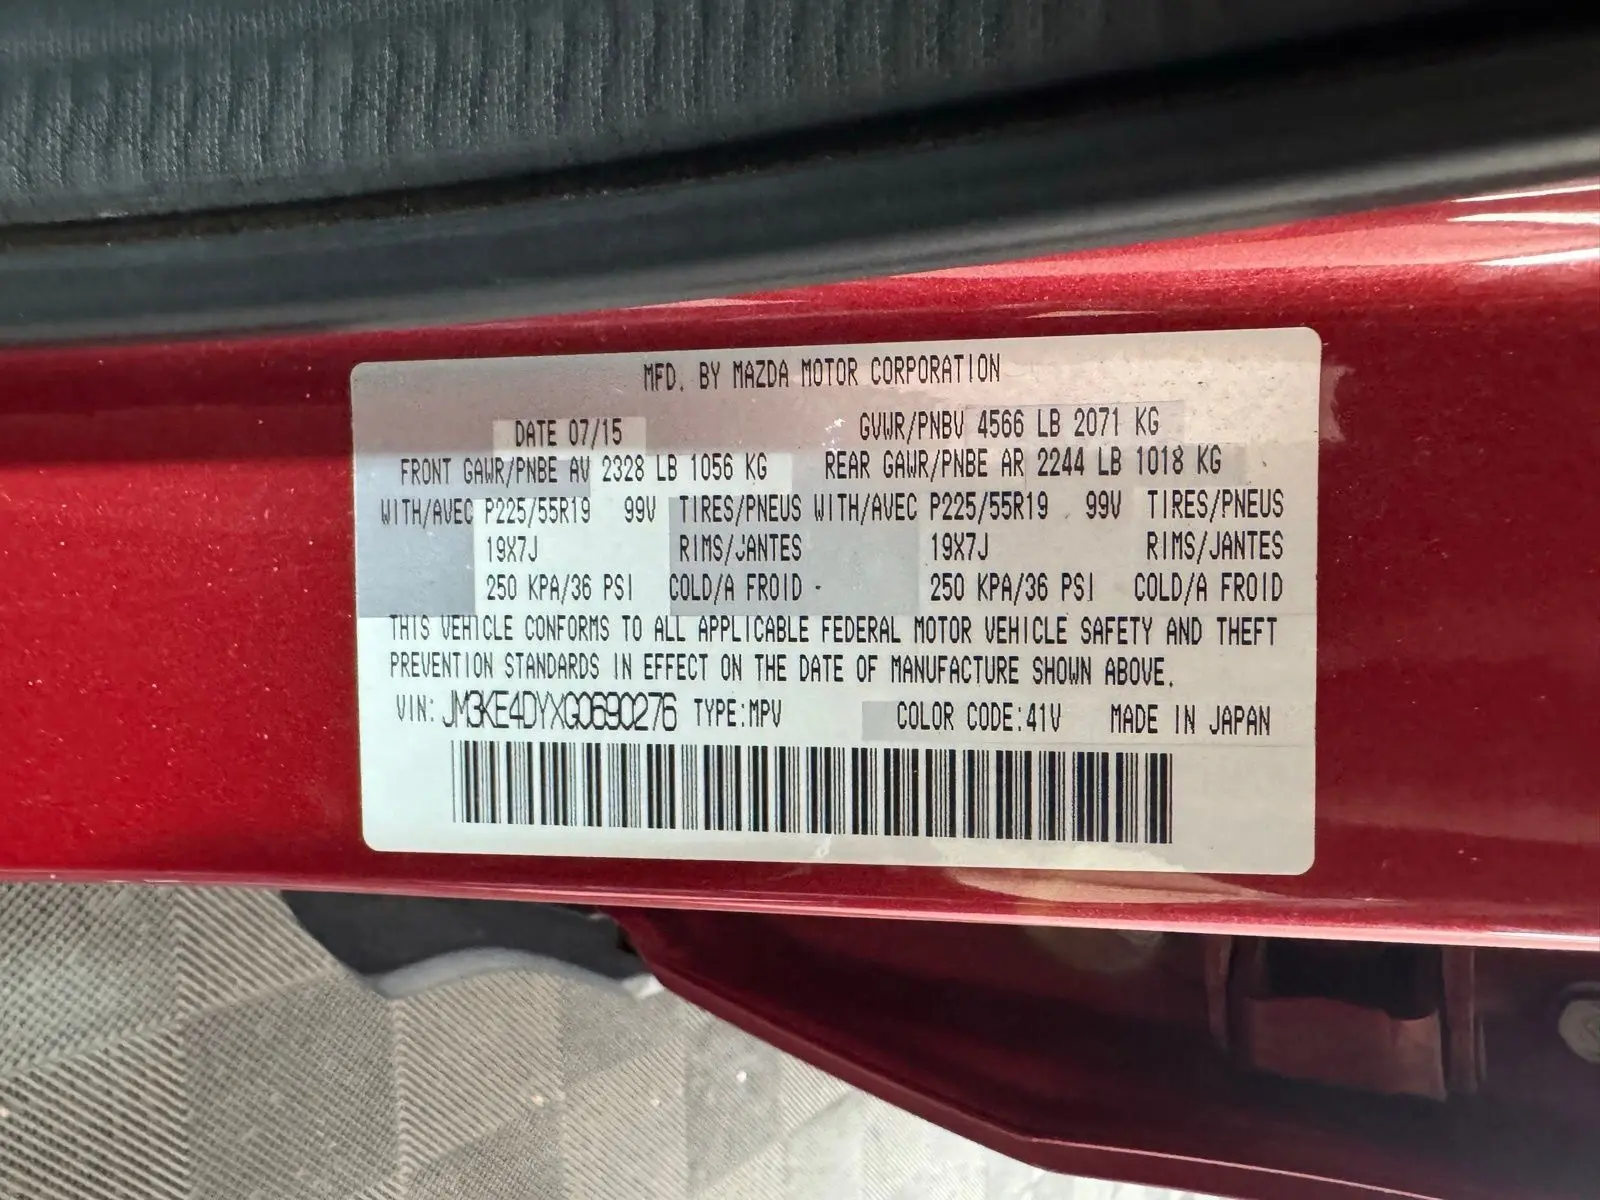 MFD. BY MAZDA MOTOR CORPORATION
DATE 07/15 GVWR/PNBV 4566 LB 2071 KG
FRONT GAWR/PNBE AV 2328 LB 1056 KG REAR GAWR/PNBE AR 2244 LB 1018 KG
WITH/AVEC P225/55R19 99V TIRES/PNEUS WITH/AVEC P225/55R19 99V TIRES/PNEUS
19X7J RIMS/JANTES 19X7J RIMS/JANTES
250 KPA/36 PSI COLD/A FROID 250 KPA/36 PSI COLD/A FROID
THIS VEHICLE CONFORMS TO ALL APPLICABLE FEDERAL MOTOR VEHICLE SAFETY AND THEFT
PREVENTION STANDARDS IN EFFECT ON THE DATE OF MANUFACTURE SHOWN ABOVE.
VIN: JM3KE4DYXG0690276 TYPE:MPV COLOR CODE:41V MADE IN JAPAN